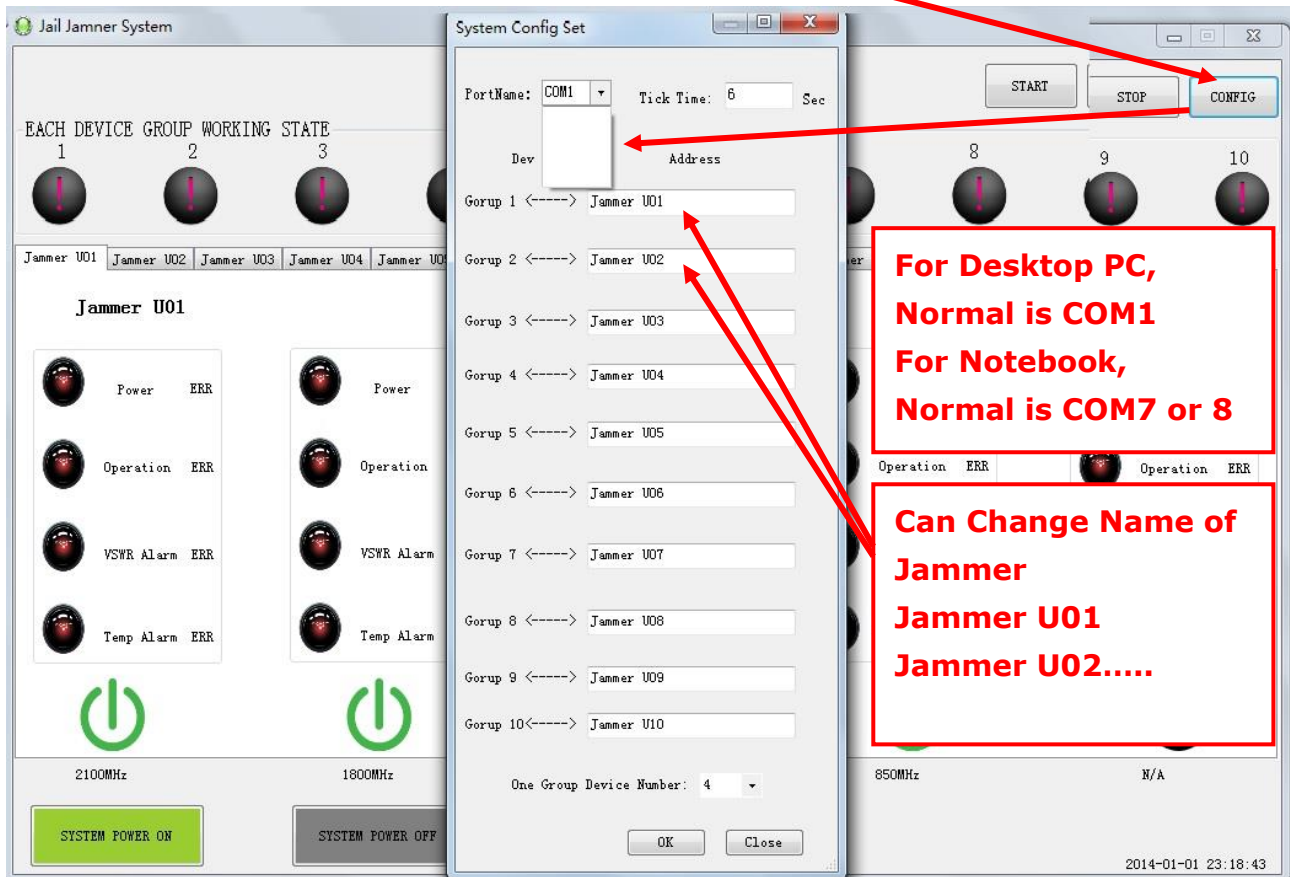 Jail Jamner System
System Config Set
PortName: COM1 Tick Time: 6 Sec
START STOP CONFIG
EACH DEVICE GROUP WORKING STATE
1 2 3 8 9 10
Dev Address
Gorup 1 <-----> Jammer U01
Gorup 2 <-----> Jammer U02
Gorup 3 <-----> Jammer U03
Gorup 4 <-----> Jammer U04
Gorup 5 <-----> Jammer U05
Gorup 6 <-----> Jammer U06
Gorup 7 <-----> Jammer U07
Gorup 8 <-----> Jammer U08
Gorup 9 <-----> Jammer U09
Gorup 10<-----> Jammer U10
One Group Device Number: 4
OK Close
Jammer U01 Jammer U02 Jammer U03 Jammer U04 Jammer U0
Jammer U01
Power ERR Power
Operation ERR Operation
VSWR Alarm ERR VSWR Alarm
Temp Alarm ERR Temp Alarm
Operation ERR Operation ERR
For Desktop PC,
Normal is COM1
For Notebook,
Normal is COM7 or 8
Can Change Name of
Jammer
Jammer U01
Jammer U02.....
2100MHz 1800MHz 850MHz N/A
SYSTEM POWER ON SYSTEM POWER OFF
2014-01-01 23:18:43